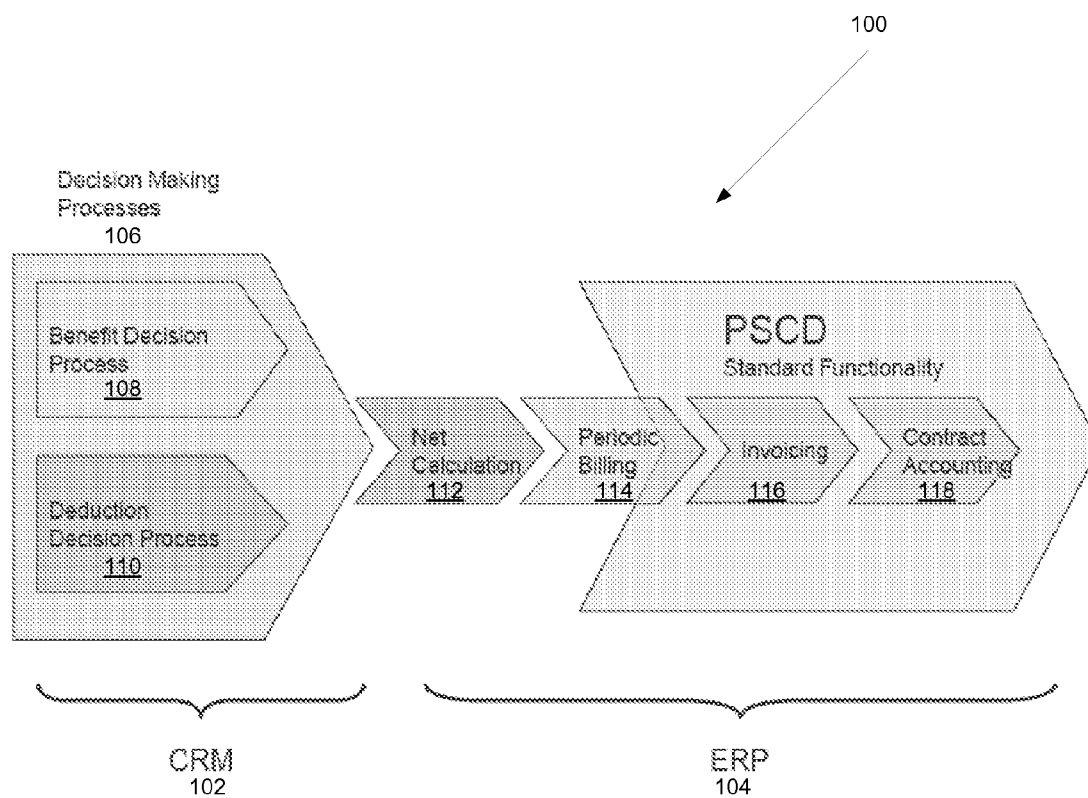 100
Decision Making
Processes
106
Benefit Decision
Process
108
Deduction
Decision Process
110
Net
Calculation
112
PSCD
Standard Functionality
Periodic
Billing
114
Invoicing
116
Contract
Accounting
118
CRM
102
ERP
104